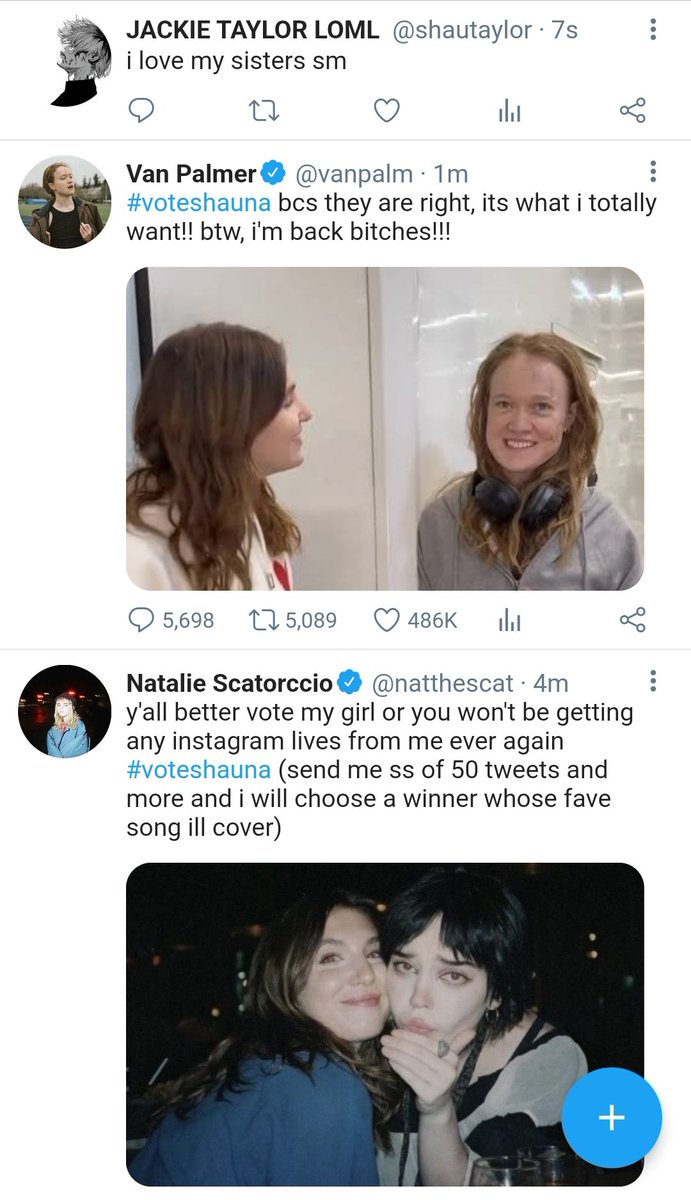 JACKIE TAYLOR LOML @shautaylor · 7s
i love my sisters sm
Van Palmer @vanpalm · 1m
#voteshauna bcs they are right, its what i totally
want!! btw, i'm back bitches!!!
5,698 5,089 486K
Natalie Scatorccio @natthescat · 4m
y'all better vote my girl or you won't be getting
any instagram lives from me ever again
#voteshauna (send me ss of 50 tweets and
more and i will choose a winner whose fave
song ill cover)